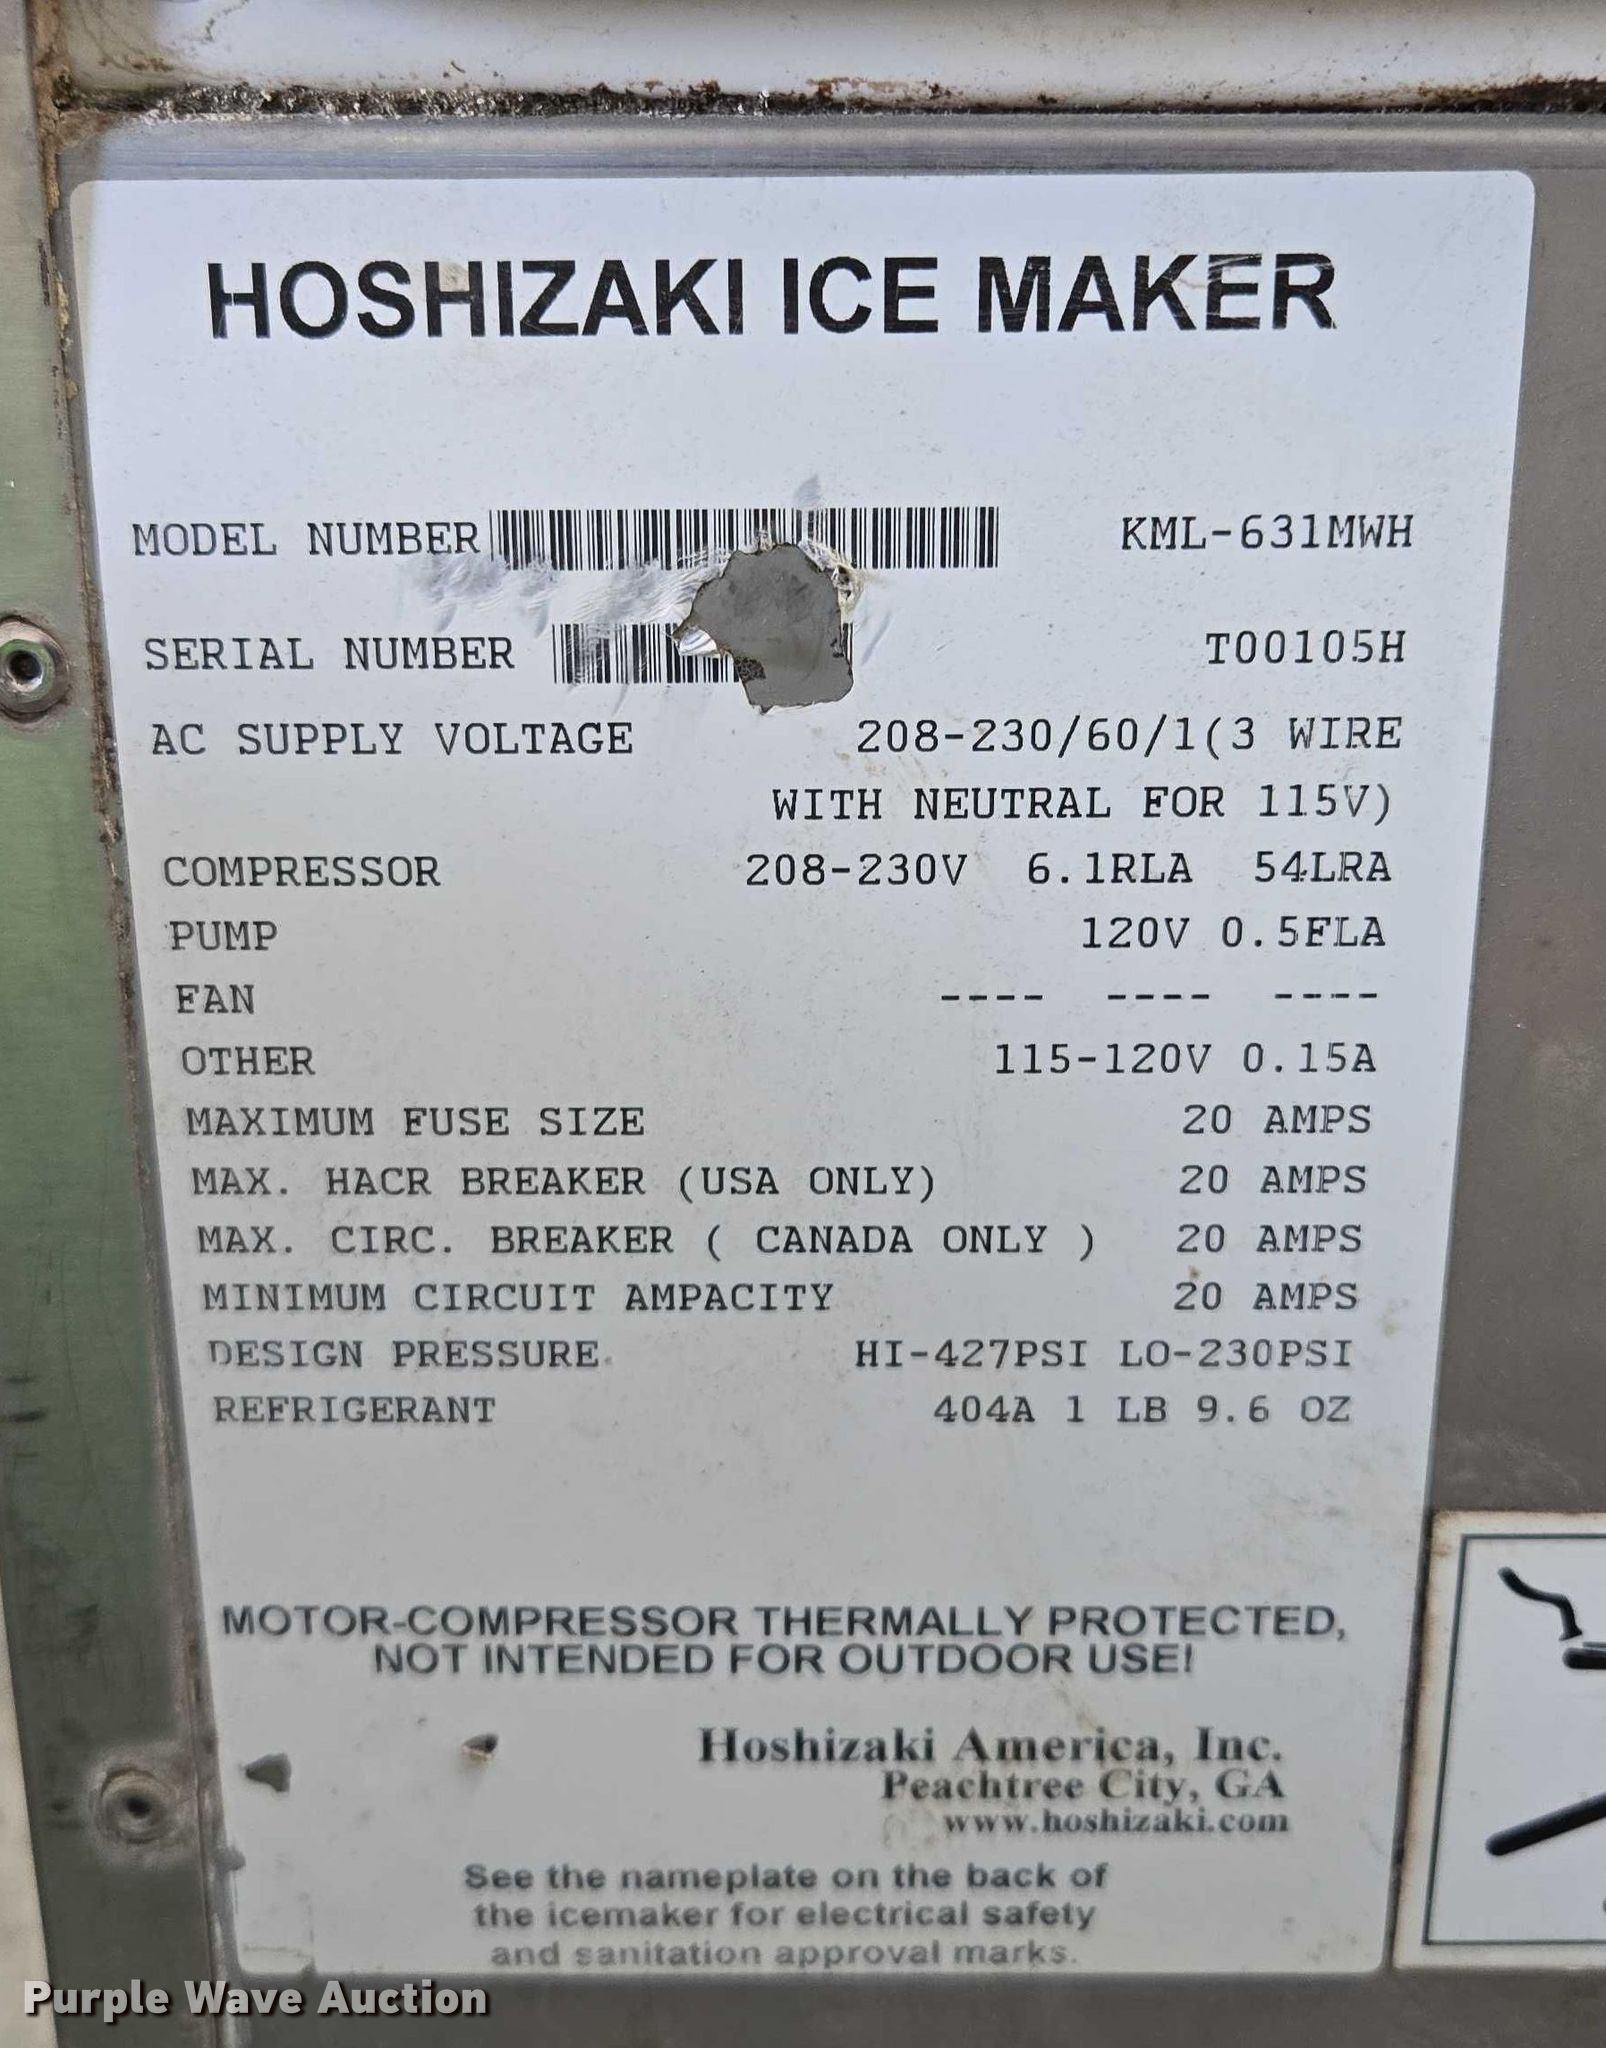 HOSHIZAKI ICE MAKER
MODEL NUMBER KML-631MWH
SERIAL NUMBER T00105H
AC SUPPLY VOLTAGE 208-230/60/1(3 WIRE
WITH NEUTRAL FOR 115V)
COMPRESSOR 208-230V 6.1RLA 54LRA
PUMP 120V 0.5FLA
FAN ---- ---- ----
OTHER 115-120V 0.15A
MAXIMUM FUSE SIZE 20 AMPS
MAX. HACR BREAKER (USA ONLY) 20 AMPS
MAX. CIRC. BREAKER ( CANADA ONLY ) 20 AMPS
MINIMUM CIRCUIT AMPACITY 20 AMPS
DESIGN PRESSURE HI-427PSI LO-230PSI
REFRIGERANT 404A 1 LB 9.6 OZ
MOTOR-COMPRESSOR THERMALLY PROTECTED,
NOT INTENDED FOR OUTDOOR USE!
Hoshizaki America, Inc.
Peachtree City, GA
www.hoshizaki.com
See the nameplate on the back of
the icemaker for electrical safety
and sanitation approval marks.
Purple Wave Auction